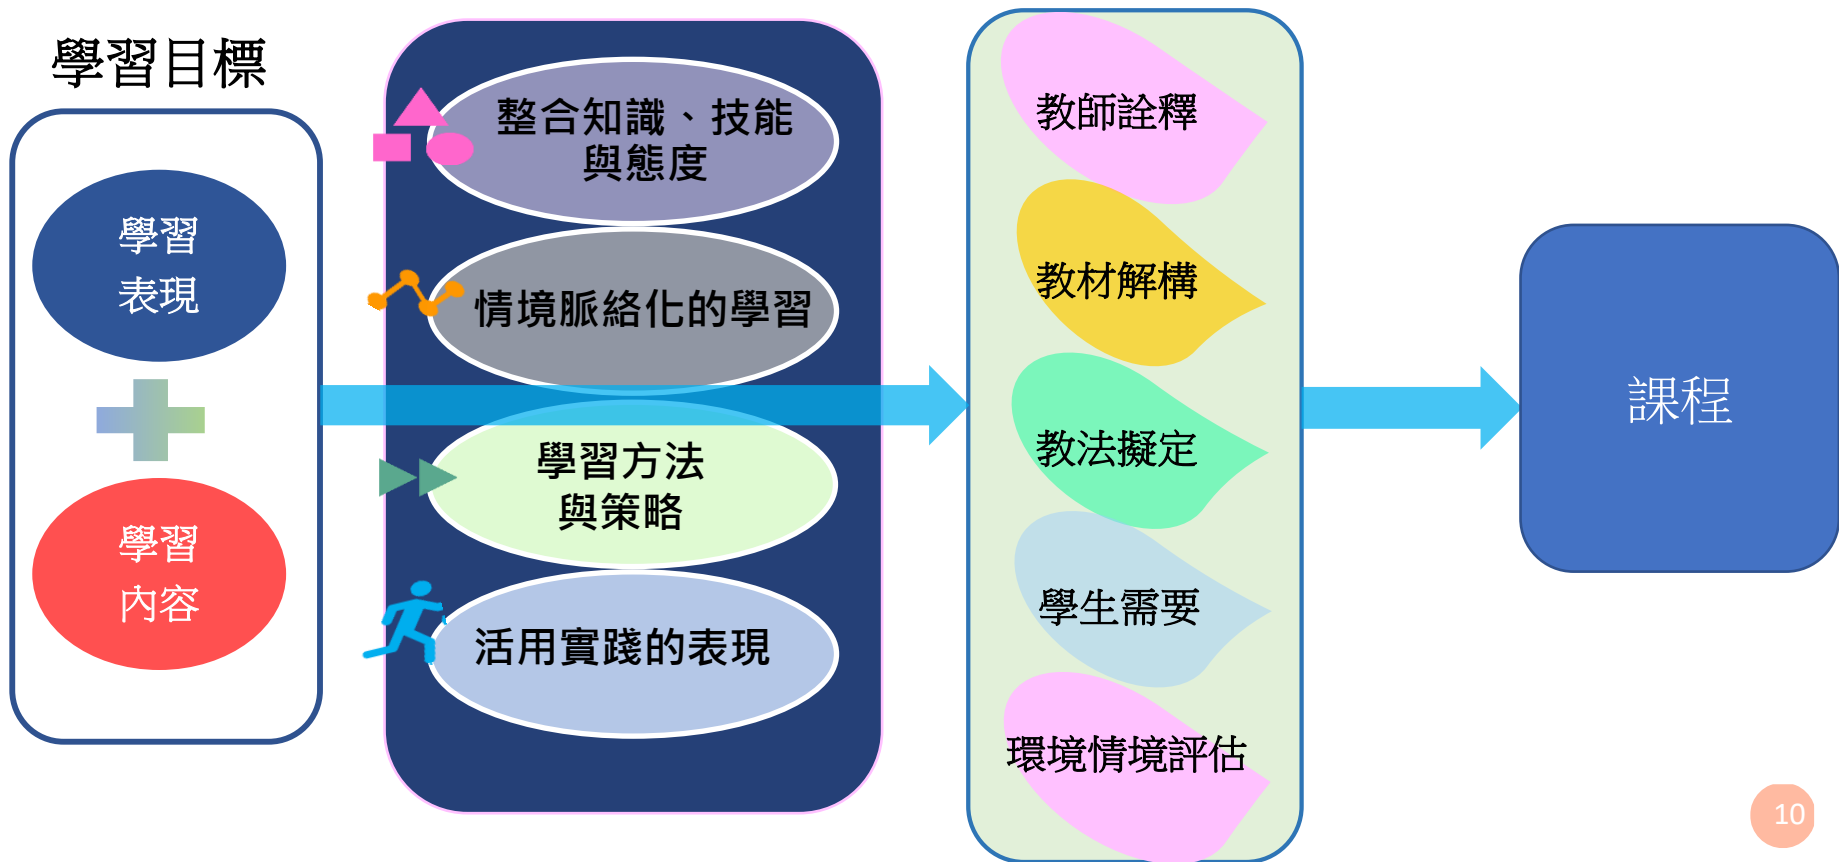 學習目標
學習
表現
學習
內容
整合知識、技能
與態度
情境脈絡化的學習
學習方法
與策略
活用實踐的表現
教師詮釋
教材解構
教法擬定
學生需要
環境情境評估
課程
10